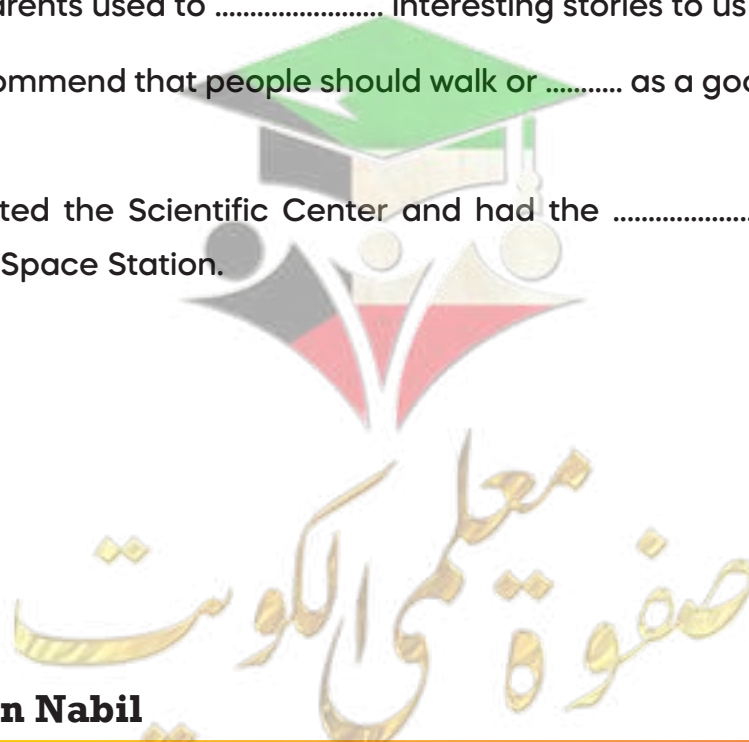 arents used to ........................ interesting stories to us
ommend that people should walk or ........... as a goo
ted the Scientific Center and had the ....................
Space Station.
صفوة معلمى الكويت
n Nabil